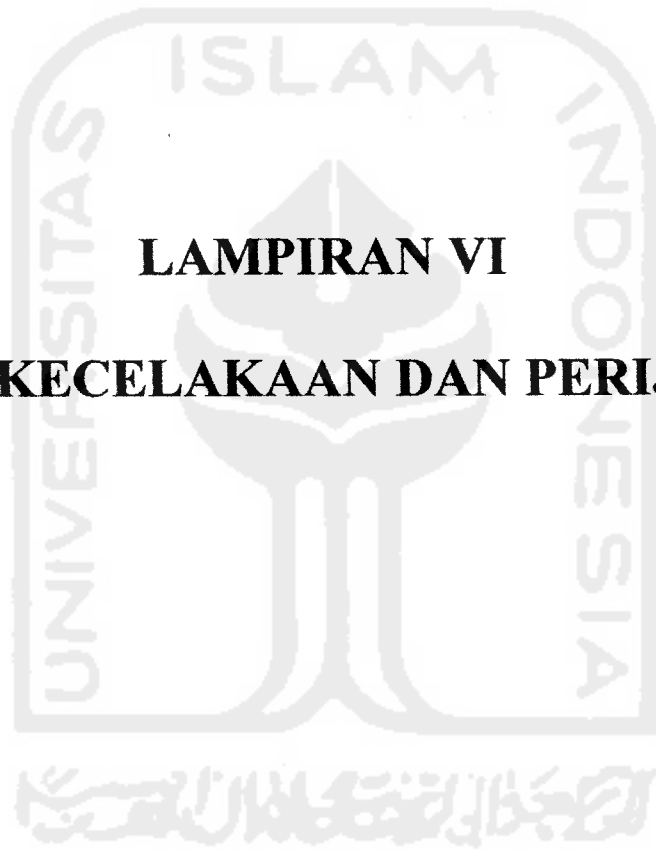 ISLAM
UNIVERSITAS
INDONESIA
LAMPIRAN VI
KECELAKAAN DAN PERI